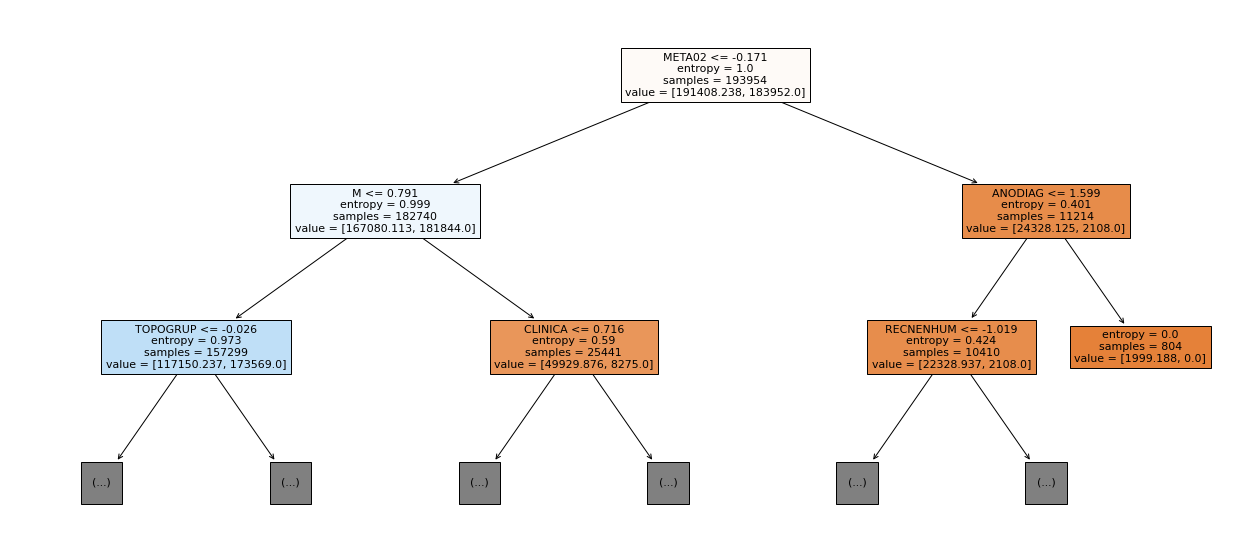 META02 <= -0.171
entropy = 1.0
samples = 193954
value = [191408.238, 183952.0]
M <= 0.791
entropy = 0.999
samples = 182740
value = [167080.113, 181844.0]
ANODIAG <= 1.599
entropy = 0.401
samples = 11214
value = [24328.125, 2108.0]
TOPOGRUP <= -0.026
entropy = 0.973
samples = 157299
value = [117150.237, 173569.0]
CLINICA <= 0.716
entropy = 0.59
samples = 25441
value = [49929.876, 8275.0]
RECNENHUM <= -1.019
entropy = 0.424
samples = 10410
value = [22328.937, 2108.0]
entropy = 0.0
samples = 804
value = [1999.188, 0.0]
(...)
(...)
(...)
(...)
(...)
(...)